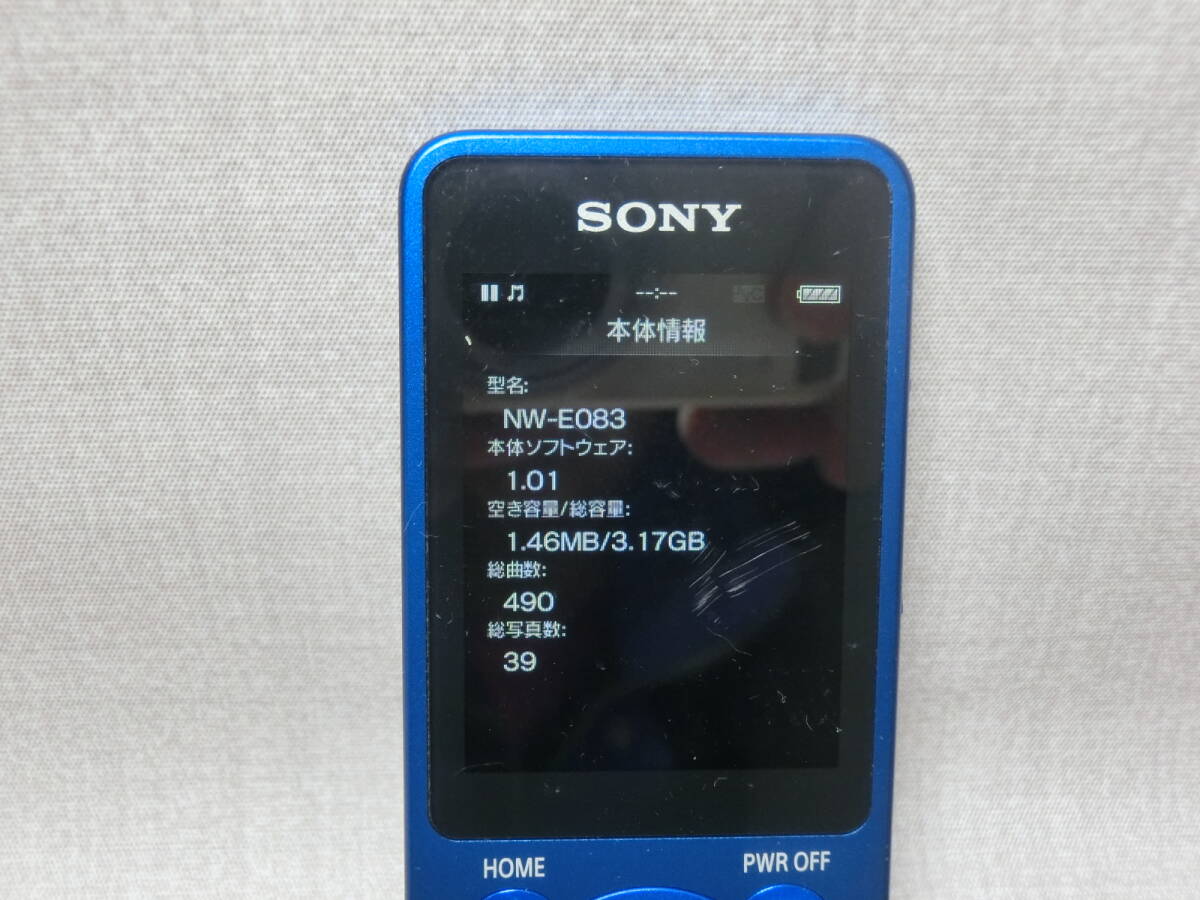 SONY
--:--
本体情報
型名:
NW-E083
本体ソフトウェア:
1.01
空き容量/総容量:
1.46MB/3.17GB
総曲数:
490
総写真数:
39
HOME
PWR OFF